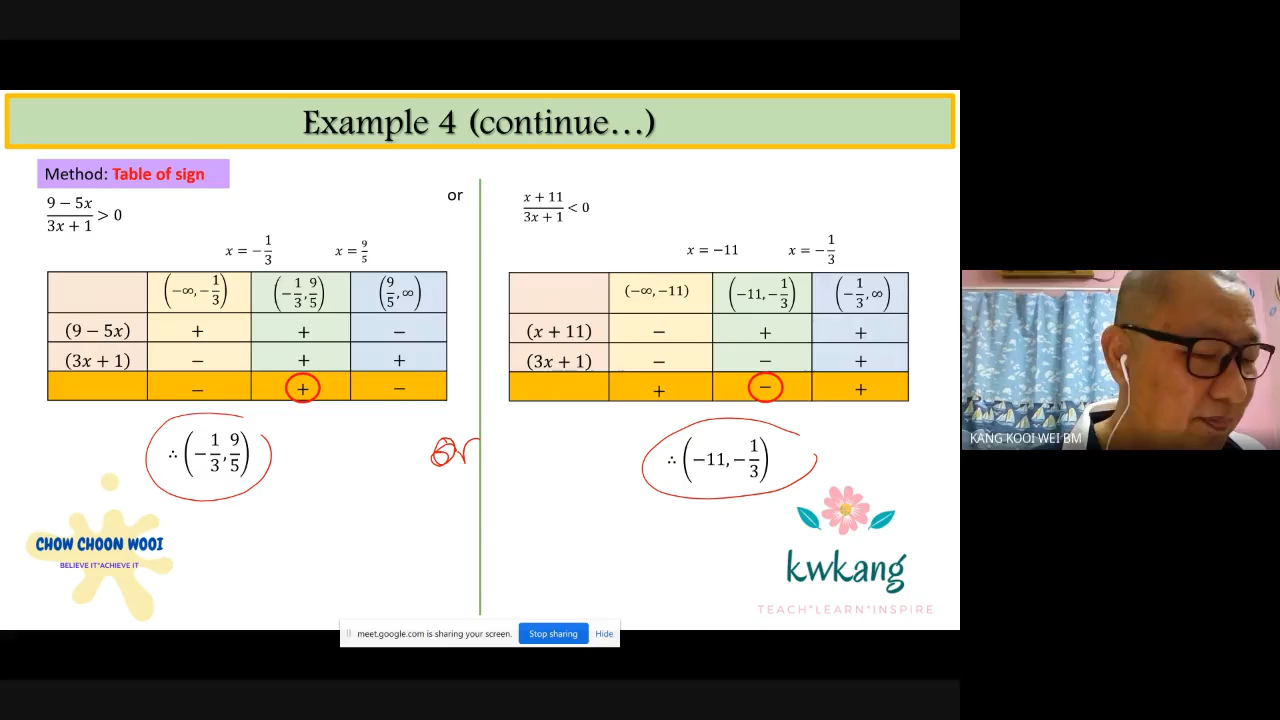 Example 4 (continue...)
Method: Table of sign
9 − 5x
3x + 1 > 0
x = −1/3 x = 9/5
(−∞, −1/3) (−1/3, 9/5) (9/5, ∞)
(9 − 5x) + + −
(3x + 1) − + +
− + −
∴ (−1/3, 9/5)
or
or
x + 11
3x + 1 < 0
x = −11 x = −1/3
(−∞, −11) (−11, −1/3) (−1/3, ∞)
(x + 11) − + +
(3x + 1) − − +
+ − +
∴ (−11, −1/3)
CHOW CHOON WOOI
BELIEVE IT*ACHIEVE IT
kwkang
TEACH*LEARN*INSPIRE
meet.google.com is sharing your screen. Stop sharing Hide
KANG KOOI WEI BM